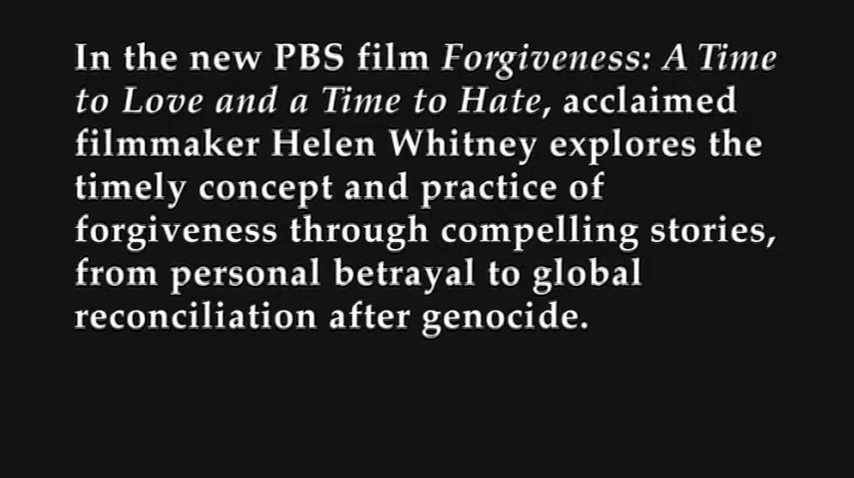 In the new PBS film Forgiveness: A Time
to Love and a Time to Hate, acclaimed
filmmaker Helen Whitney explores the
timely concept and practice of
forgiveness through compelling stories,
from personal betrayal to global
reconciliation after genocide.